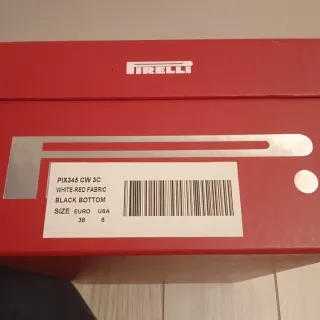 PIRELLI
PIX345 CW 3C
WHITE-RED FABRIC
BLACK BOTTOM
SIZE EURO USA
38 6